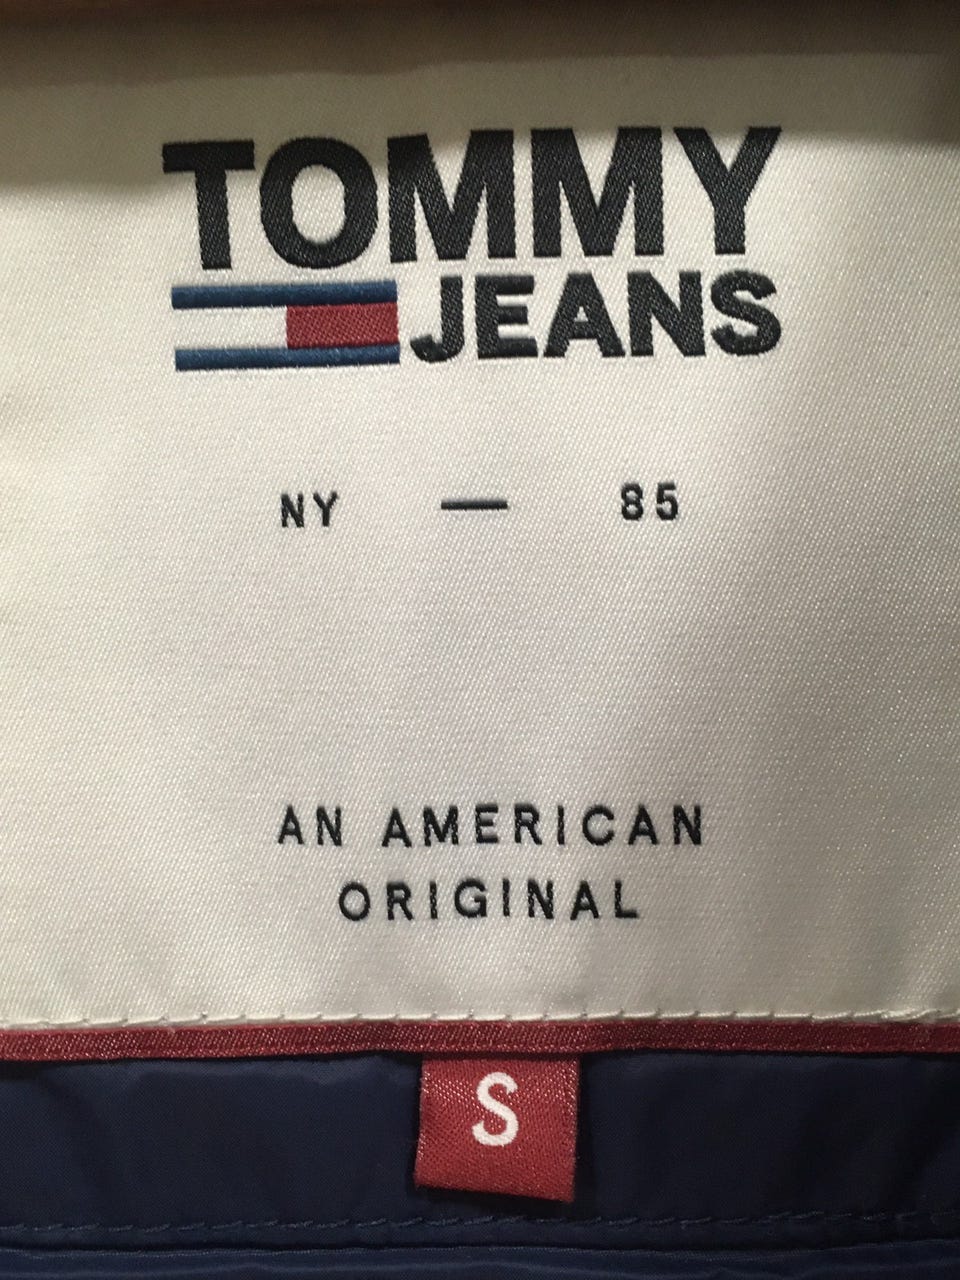 TOMMY
JEANS
NY — 85
AN AMERICAN
ORIGINAL
S